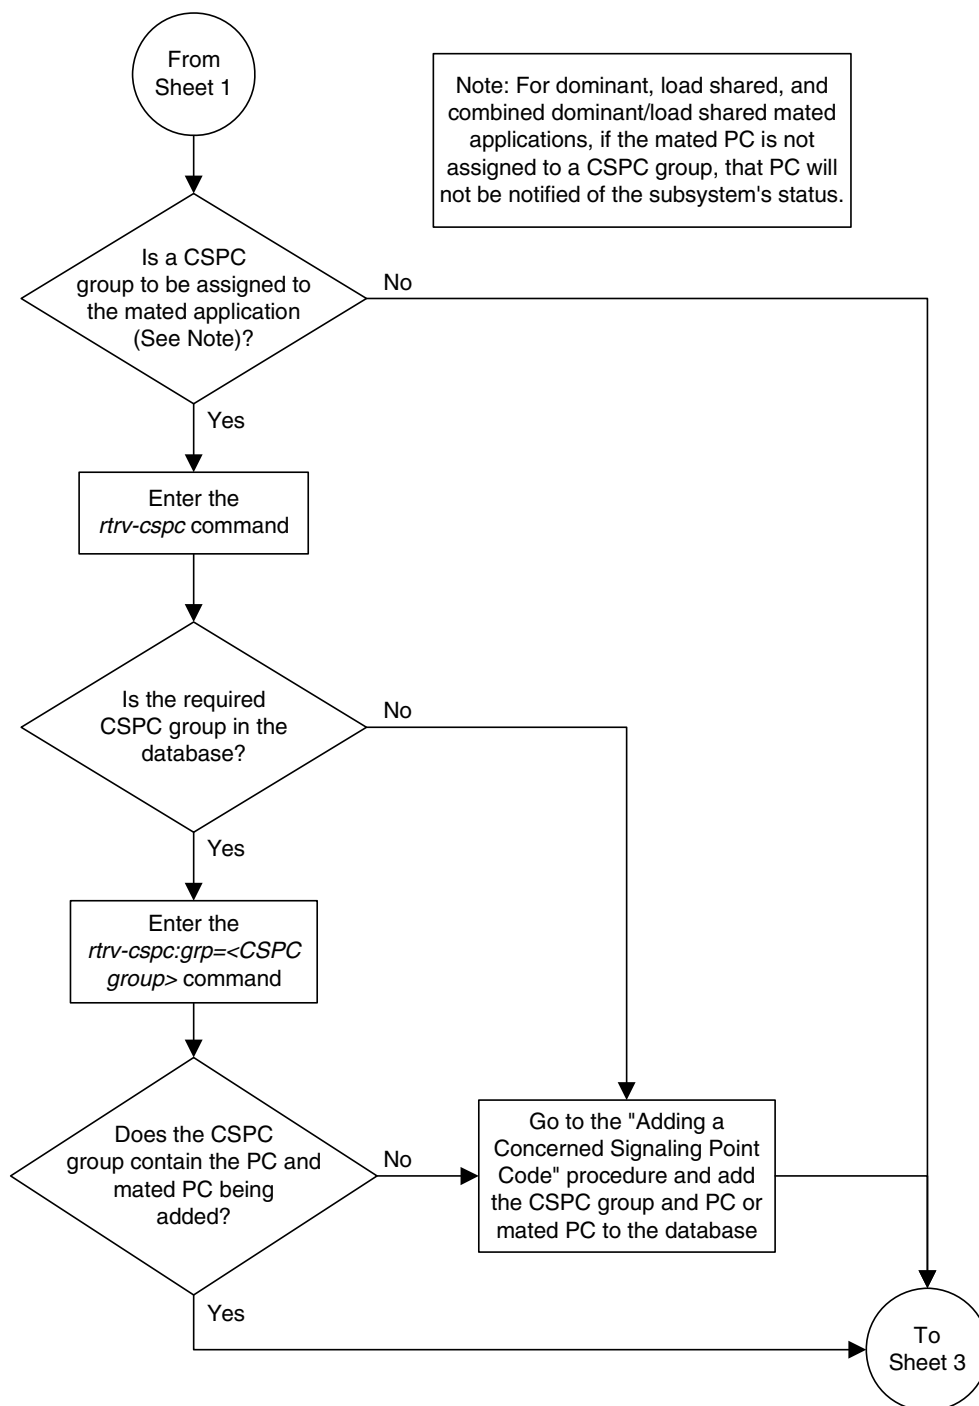 From
Sheet 1
Note: For dominant, load shared, and
combined dominant/load shared mated
applications, if the mated PC is not
assigned to a CSPC group, that PC will
not be notified of the subsystem's status.
Is a CSPC
group to be assigned to
the mated application
(See Note)?
No
Yes
Enter the
rtrv-cspc command
Is the required
CSPC group in the
database?
No
Yes
Enter the
rtrv-cspc:grp=<CSPC
group> command
Does the CSPC
group contain the PC and
mated PC being
added?
No
Go to the "Adding a
Concerned Signaling Point
Code" procedure and add
the CSPC group and PC or
mated PC to the database
Yes
To
Sheet 3